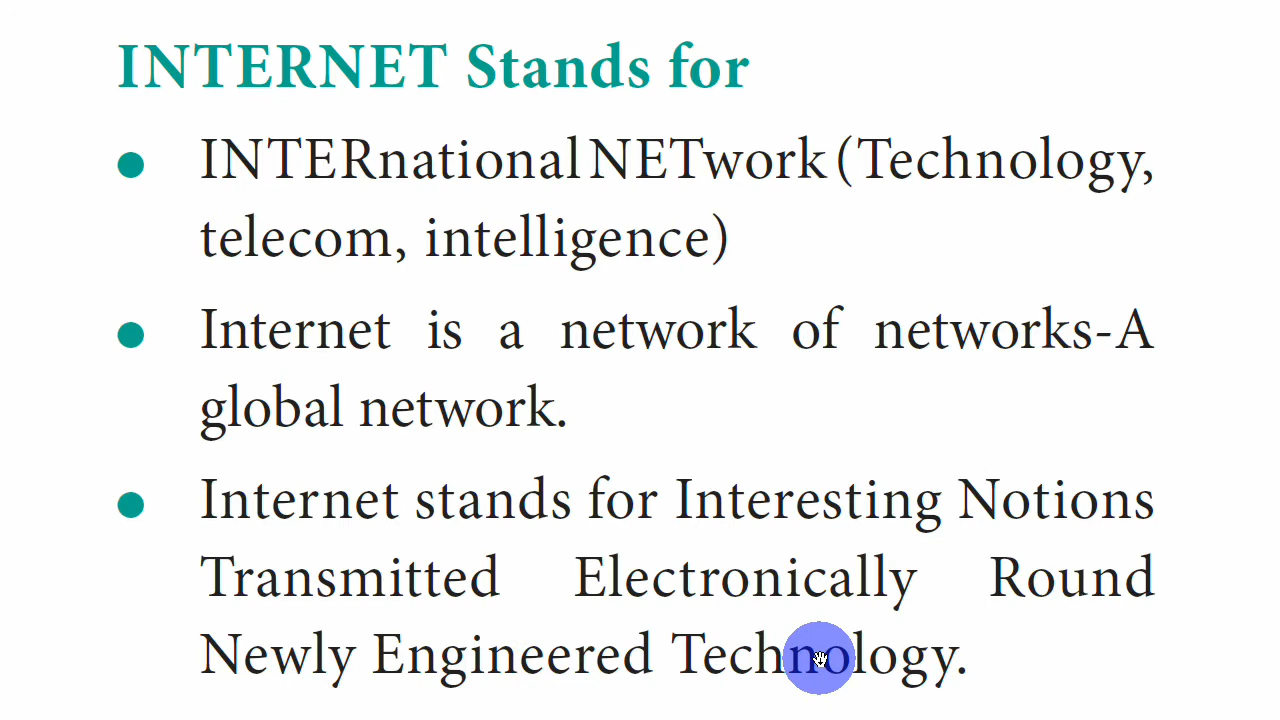 INTERNET Stands for
● INTERnational NETwork (Technology,
telecom, intelligence)
● Internet is a network of networks-A
global network.
● Internet stands for Interesting Notions
Transmitted Electronically Round
Newly Engineered Technology.